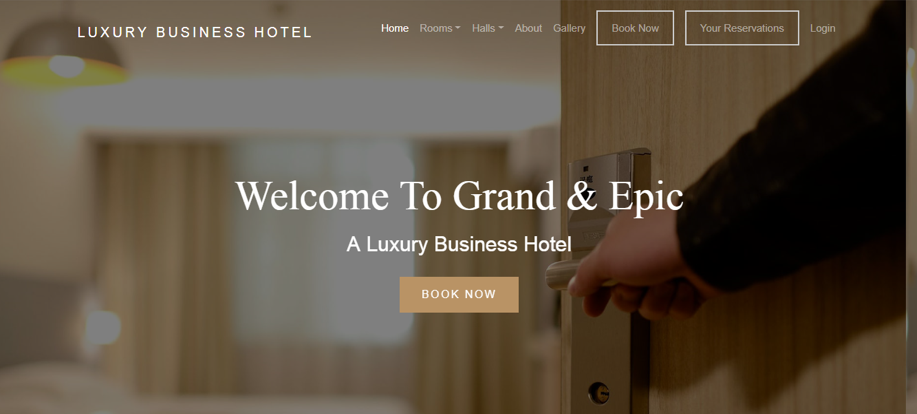 LUXURY BUSINESS HOTEL
Home Rooms Halls About Gallery Book Now Your Reservations Login
Welcome To Grand & Epic
A Luxury Business Hotel
BOOK NOW